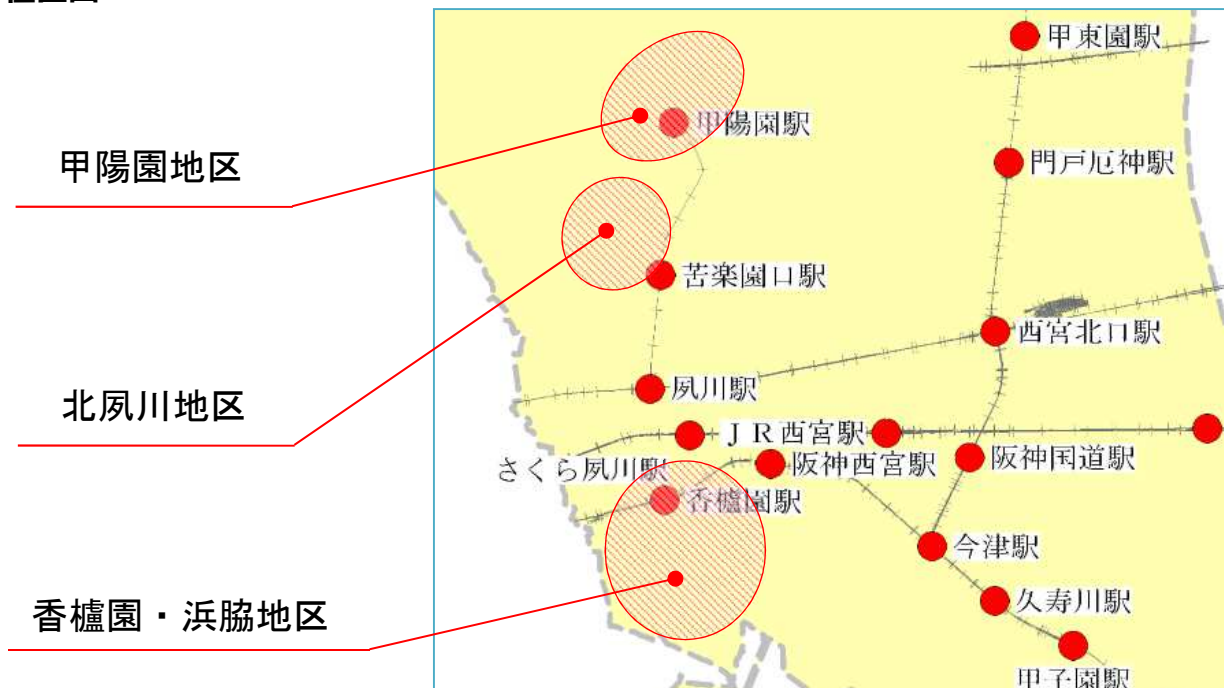 甲東園駅
甲陽園駅
甲陽園地区
門戸厄神駅
苦楽園口駅
西宮北口駅
夙川駅
北夙川地区
JR西宮駅
さくら夙川駅
阪神西宮駅
阪神国道駅
香櫨園駅
今津駅
香櫨園・浜脇地区
久寿川駅
甲子園駅